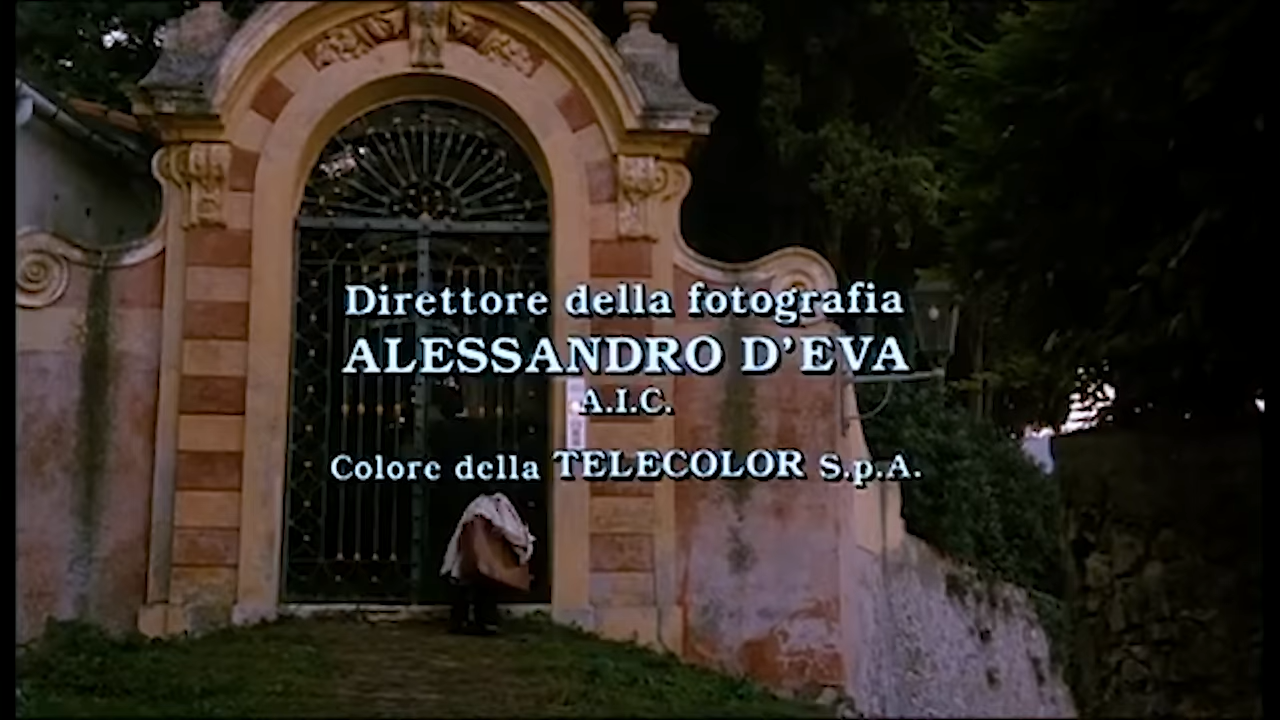 Direttore della fotografia
ALESSANDRO D'EVA
A.I.C.
Colore della TELECOLOR S.p.A.